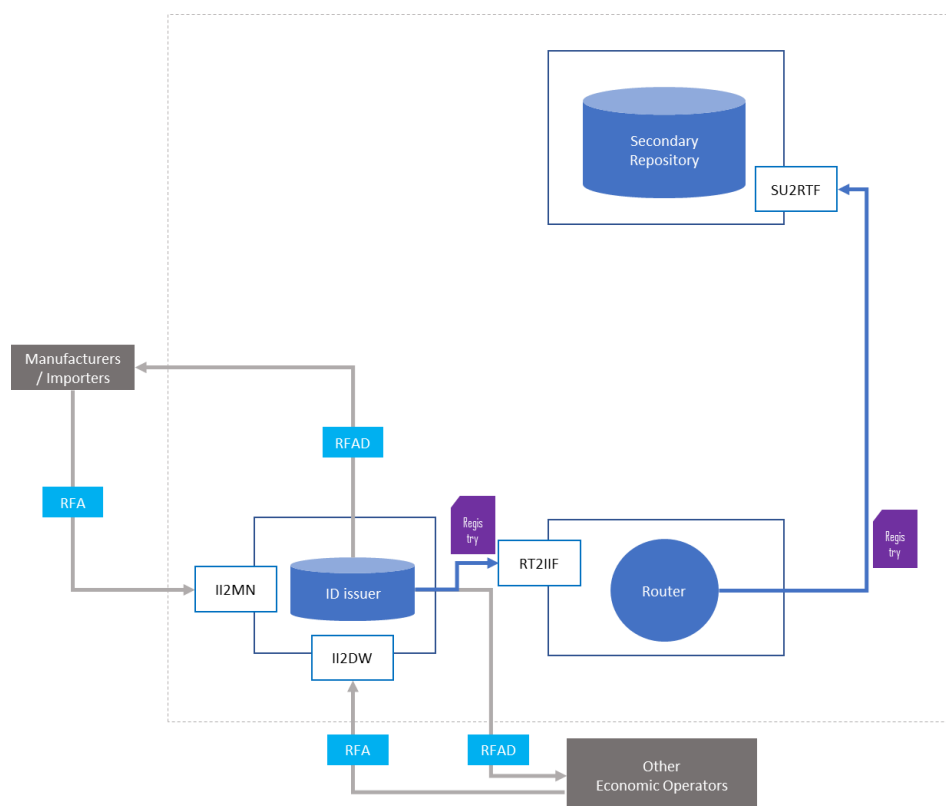 Secondary
Repository
SU2RTF
Manufacturers
/ Importers
RFAD
RFA
Regis
try
Regis
try
II2MN
ID issuer
RT2IIF
Router
II2DW
RFA
RFAD
Other
Economic Operators